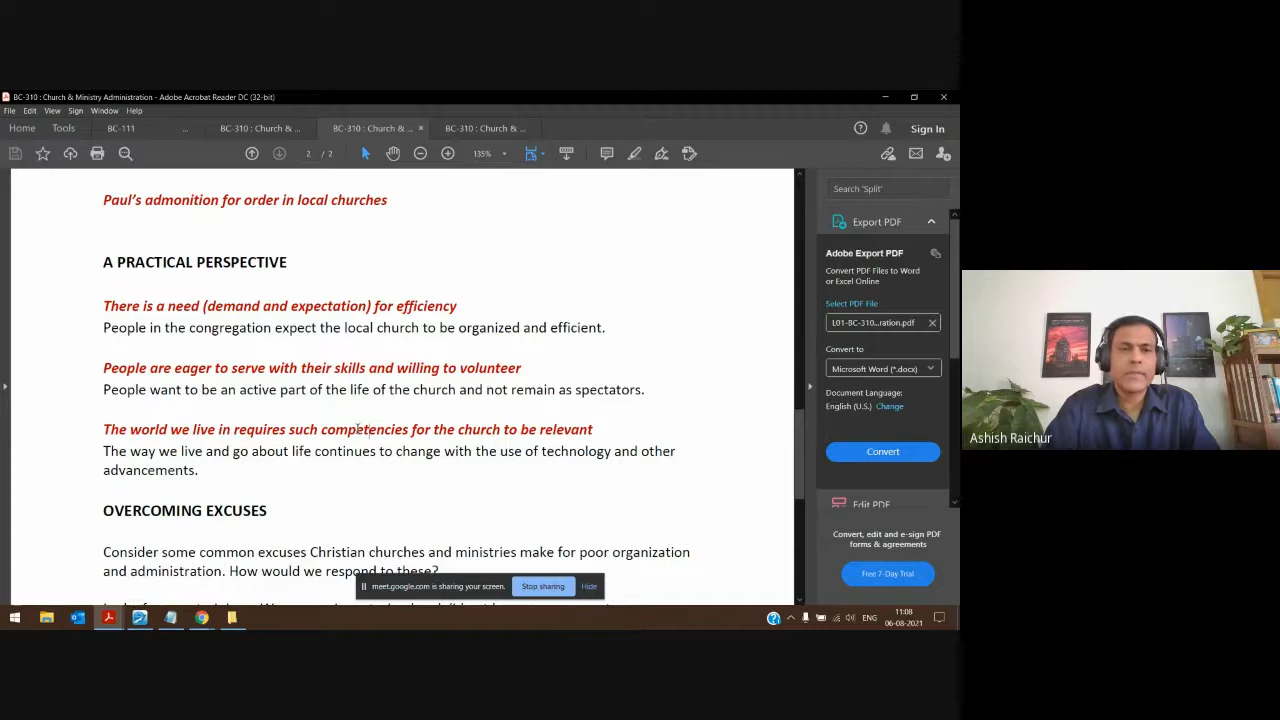 BC-310 : Church & Ministry Administration - Adobe Acrobat Reader DC (32-bit)
File Edit View Sign Window Help
Home Tools BC-111 ... BC-310 : Church & ... BC-310 : Church & ... × BC-310 : Church & ... Sign In
2 / 2 135%
Paul's admonition for order in local churches
A PRACTICAL PERSPECTIVE
There is a need (demand and expectation) for efficiency
People in the congregation expect the local church to be organized and efficient.
People are eager to serve with their skills and willing to volunteer
People want to be an active part of the life of the church and not remain as spectators.
The world we live in requires such competencies for the church to be relevant
The way we live and go about life continues to change with the use of technology and other
advancements.
OVERCOMING EXCUSES
Consider some common excuses Christian churches and ministries make for poor organization
and administration. How would we respond to these?
meet.google.com is sharing your screen. Stop sharing Hide
Search 'Split'
Export PDF
Adobe Export PDF
Convert PDF Files to Word
or Excel Online
Select PDF File
L01-BC-310...ration.pdf
Convert to
Microsoft Word (*.docx)
Document Language:
English (U.S.) Change
Convert
Edit PDF
Convert, edit and e-sign PDF
forms & agreements
Free 7-Day Trial
ENG
11:08
06-08-2021
Ashish Raichur